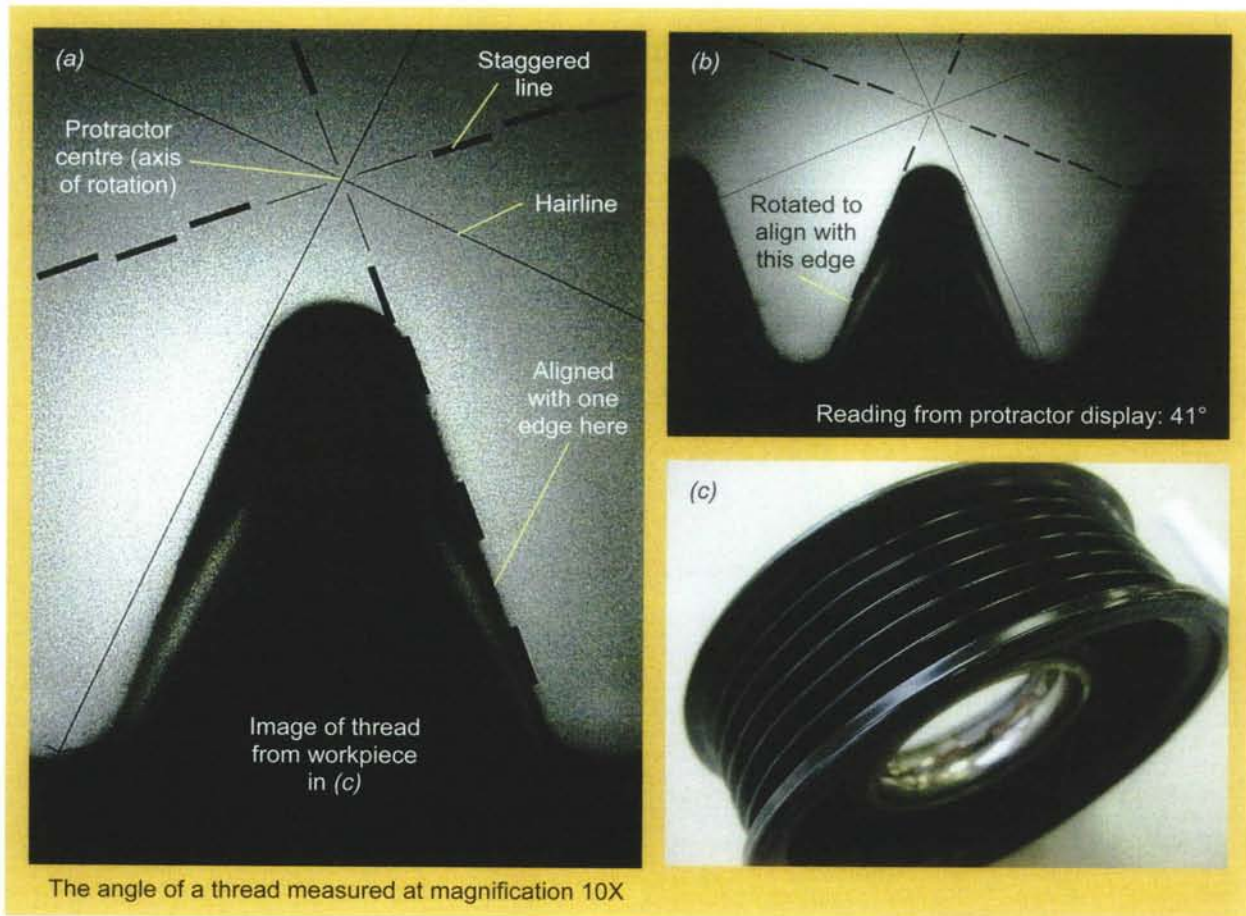 (a)
Staggered
line
Protractor
centre (axis
of rotation)
Hairline
Aligned
with one
edge here
Image of thread
from workpiece
in (c)
(b)
Rotated to
align with
this edge
Reading from protractor display: 41°
(c)
The angle of a thread measured at magnification 10X